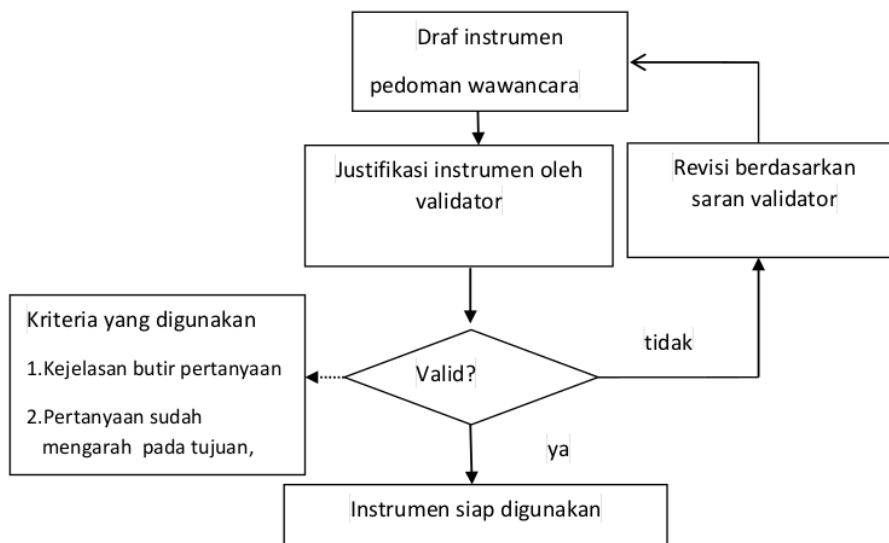 Draf instrumen
pedoman wawancara
Justifikasi instrumen oleh
validator
Revisi berdasarkan
saran validator
Kriteria yang digunakan
1.Kejelasan butir pertanyaan
2.Pertanyaan sudah
mengarah pada tujuan,
Valid?
tidak
ya
Instrumen siap digunakan